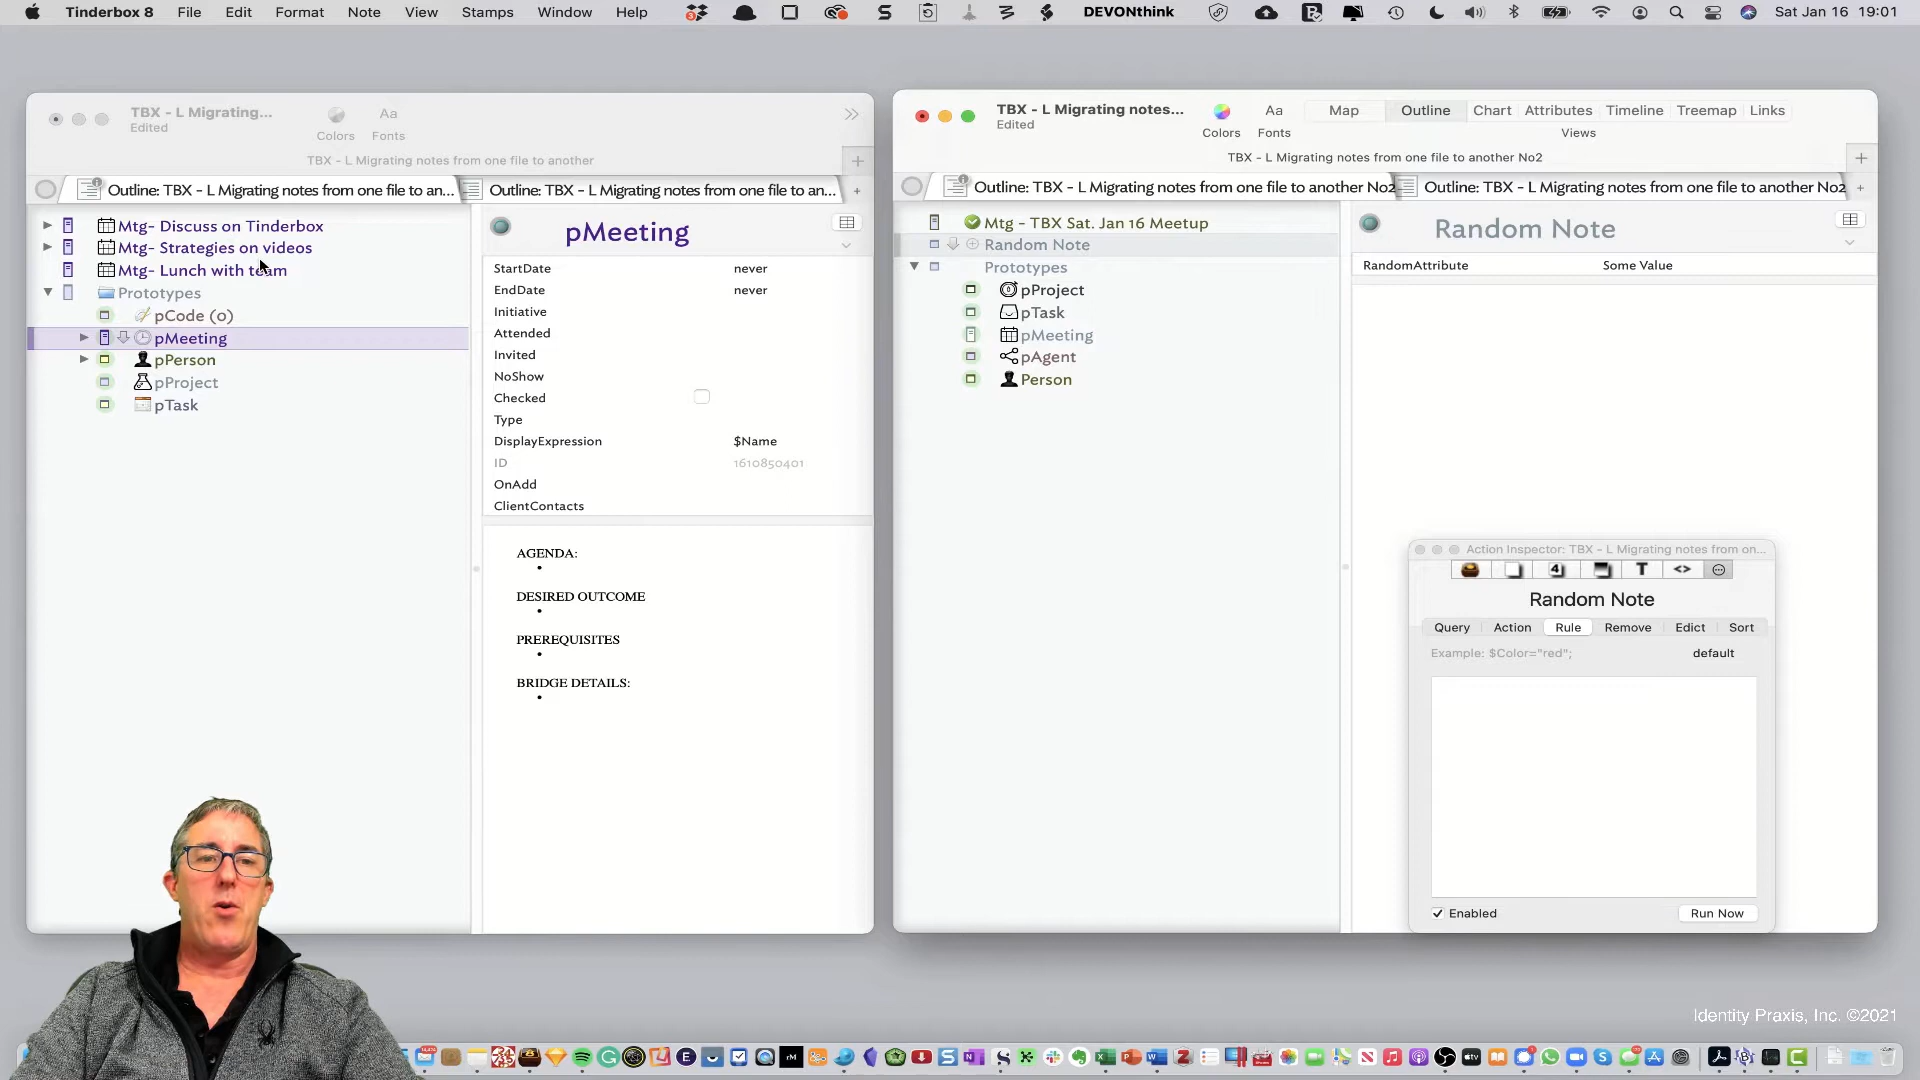 Tinderbox 8 File Edit Format Note View Stamps Window Help DEVONthink Sat Jan 16 19:01
TBX - L Migrating...
Edited
Colors Fonts
TBX - L Migrating notes from one file to another
Outline: TBX - L Migrating notes from one file to an... Outline: TBX - L Migrating notes from one file to an...
Mtg- Discuss on Tinderbox
Mtg- Strategies on videos
Mtg- Lunch with team
Prototypes
pCode (0)
pMeeting
pPerson
pProject
pTask
pMeeting
StartDate never
EndDate never
Initiative
Attended
Invited
NoShow
Checked
Type
DisplayExpression $Name
ID 1610850401
OnAdd
ClientContacts
AGENDA:
•
DESIRED OUTCOME
•
PREREQUISITES
•
BRIDGE DETAILS:
•
TBX - L Migrating notes...
Edited
Colors Fonts
Map Outline Chart Attributes Timeline Treemap Links
Views
TBX - L Migrating notes from one file to another No2
Outline: TBX - L Migrating notes from one file to another No2 Outline: TBX - L Migrating notes from one file to another No2
Mtg - TBX Sat. Jan 16 Meetup
Random Note
Prototypes
pProject
pTask
pMeeting
pAgent
Person
Random Note
RandomAttribute Some Value
Action Inspector: TBX - L Migrating notes from on...
Random Note
Query Action Rule Remove Edict Sort
Example: $Color="red"; default
Enabled Run Now
Identity Praxis, Inc. ©2021